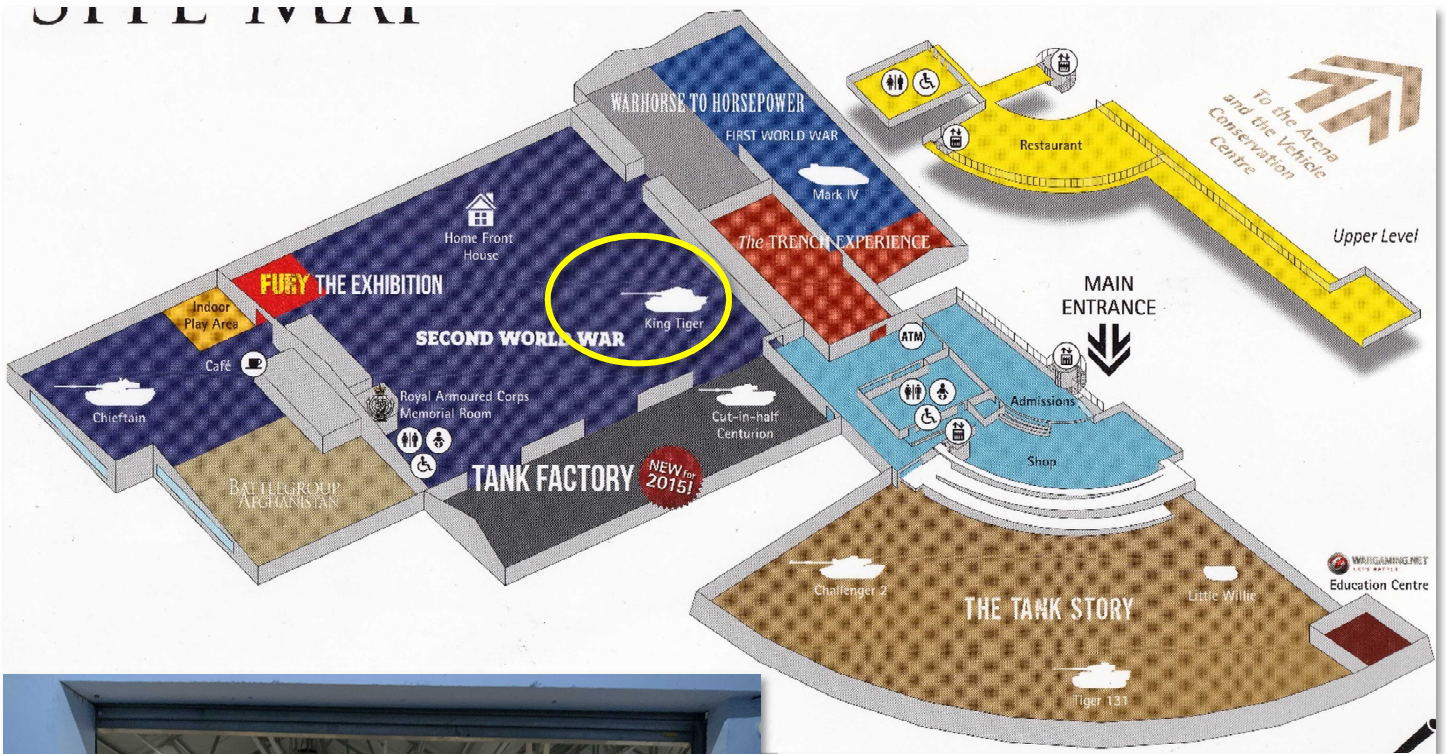 SITE MAP
WARHORSE TO HORSEPOWER
FIRST WORLD WAR
Mark IV
The TRENCH EXPERIENCE
Home Front
House
FURY THE EXHIBITION
Indoor
Play Area
SECOND WORLD WAR
King Tiger
Café
Chieftain
Royal Armoured Corps
Memorial Room
Cut-in-half
Centurion
TANK FACTORY
NEW for
2015!
BATTLEGROUP
AFGHANISTAN
Restaurant
To the Arena
and the Vehicle
Conservation
Centre
Upper Level
MAIN
ENTRANCE
ATM
Admissions
Shop
Challenger 2
Little Willie
THE TANK STORY
Tiger 131
WARGAMING.NET
Education Centre